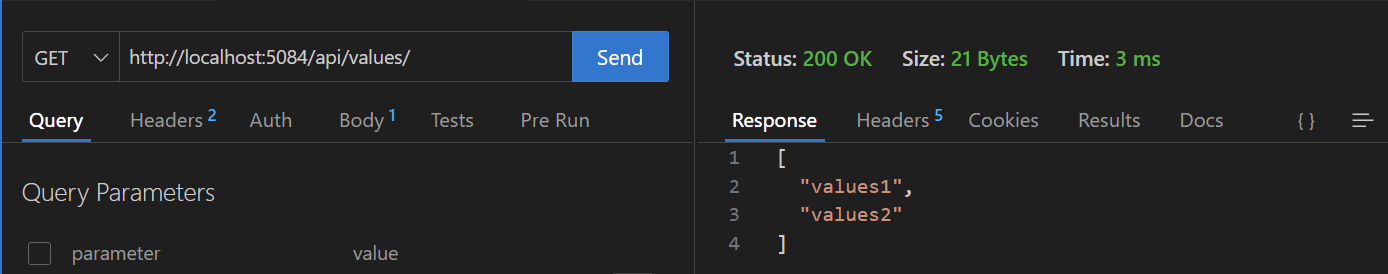 GET http://localhost:5084/api/values/ Send
Query Headers 2 Auth Body 1 Tests Pre Run
Query Parameters
parameter value
Status: 200 OK Size: 21 Bytes Time: 3 ms
Response Headers 5 Cookies Results Docs { }
1 [
2 "values1",
3 "values2"
4 ]